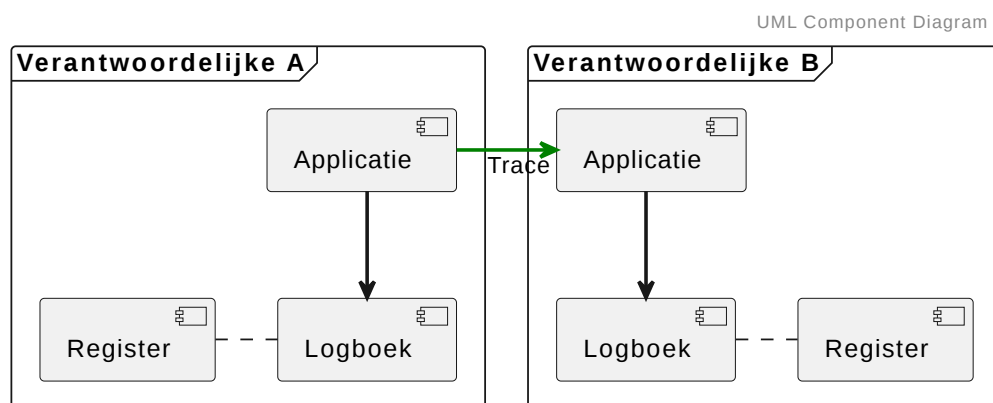 UML Component Diagram
Verantwoordelijke A
Verantwoordelijke B
Applicatie
Trace
Applicatie
Register
Logboek
Logboek
Register